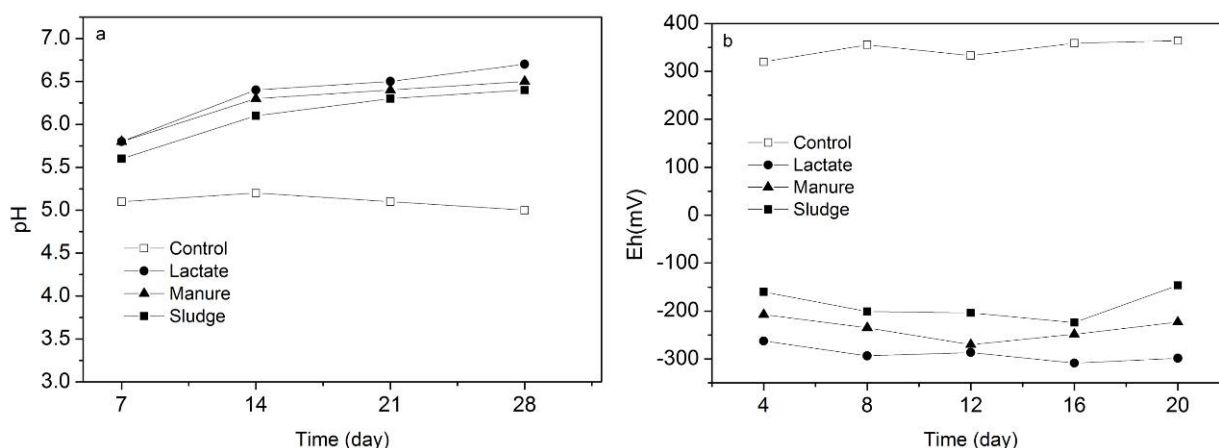 a
7.0
6.5
6.0
5.5
5.0
4.5
4.0
3.5
3.0
pH
Control
Lactate
Manure
Sludge
7 14 21 28
Time (day)
b
400
300
200
100
0
-100
-200
-300
Eh(mV)
Control
Lactate
Manure
Sludge
4 8 12 16 20
Time (day)